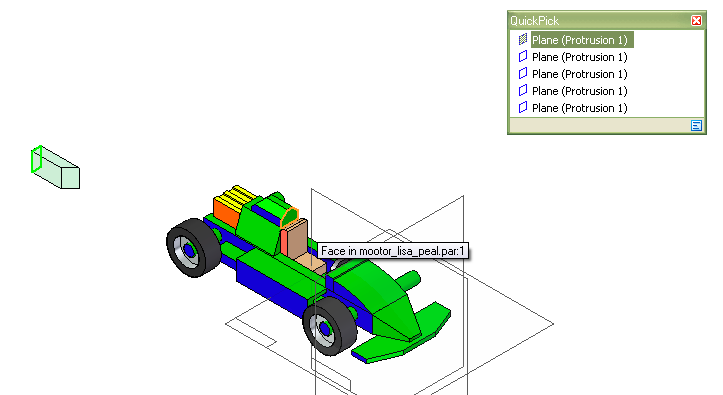 QuickPick
Plane (Protrusion 1)
Plane (Protrusion 1)
Plane (Protrusion 1)
Plane (Protrusion 1)
Plane (Protrusion 1)
Face in mootor_lisa_peal.par:1